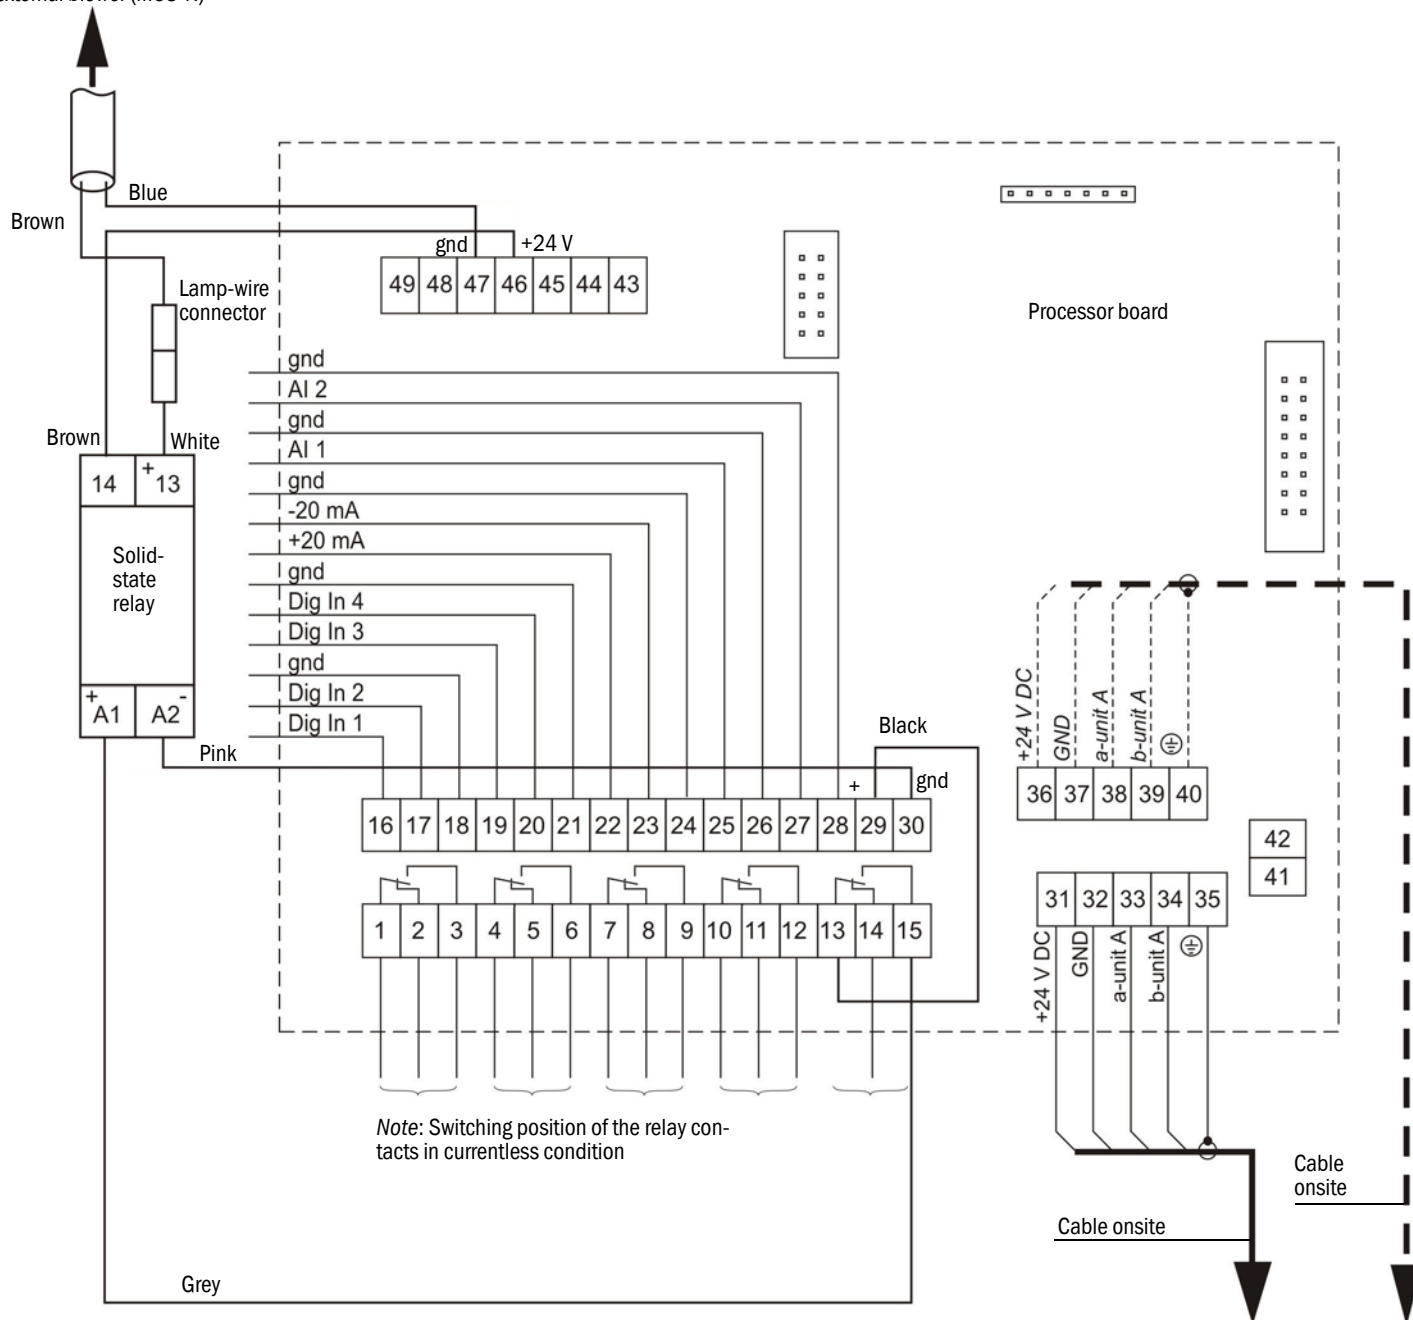 Blue
Brown
gnd
+24 V
49 48 47 46 45 44 43
Lamp-wire
connector
Processor board
gnd
AI 2
gnd
AI 1
gnd
-20 mA
+20 mA
gnd
Dig In 4
Dig In 3
gnd
Dig In 2
Dig In 1
Brown
White
14 + 13
Solid-
state
relay
+ A1 A2 -
Pink
Black
+
gnd
16 17 18 19 20 21 22 23 24 25 26 27 28 29 30
1 2 3 4 5 6 7 8 9 10 11 12 13 14 15
+24 V DC
GND
a-unit A
b-unit A
36 37 38 39 40
42
41
31 32 33 34 35
+24 V DC
GND
a-unit A
b-unit A
Note: Switching position of the relay con-
tacts in currentless condition
Cable
onsite
Cable onsite
Grey